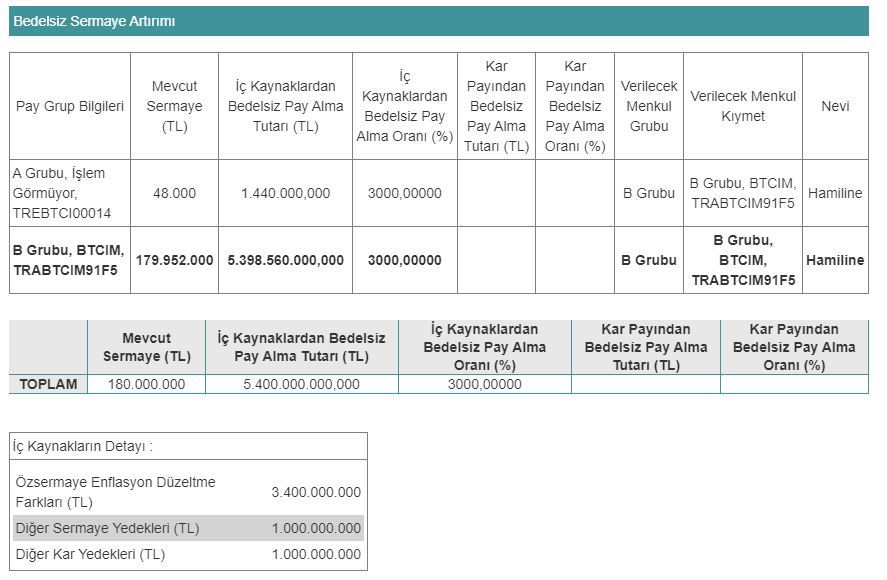 Bedelsiz Sermaye Artırımı
Pay Grup Bilgileri
Mevcut
Sermaye
(TL)
İç Kaynaklardan
Bedelsiz Pay Alma
Tutarı (TL)
İç
Kaynaklardan
Bedelsiz Pay
Alma Oranı (%)
Kar
Payından
Bedelsiz
Pay Alma
Tutarı (TL)
Kar
Payından
Bedelsiz
Pay Alma
Oranı (%)
Verilecek
Menkul
Grubu
Verilecek Menkul
Kıymet
Nevi
A Grubu, İşlem
Görmüyor,
TREBTCI00014
48.000
1.440.000,000
3000,00000
B Grubu
B Grubu, BTCIM,
TRABTCIM91F5
Hamiline
B Grubu, BTCIM,
TRABTCIM91F5
179.952.000
5.398.560.000,000
3000,00000
B Grubu
B Grubu,
BTCIM,
TRABTCIM91F5
Hamiline
Mevcut
Sermaye (TL)
İç Kaynaklardan Bedelsiz
Pay Alma Tutarı (TL)
İç Kaynaklardan
Bedelsiz Pay Alma
Oranı (%)
Kar Payından
Bedelsiz Pay Alma
Tutarı (TL)
Kar Payından
Bedelsiz Pay Alma
Oranı (%)
TOPLAM
180.000.000
5.400.000.000,000
3000,00000
İç Kaynakların Detayı :
Özsermaye Enflasyon Düzeltme
Farkları (TL)
3.400.000.000
Diğer Sermaye Yedekleri (TL)
1.000.000.000
Diğer Kar Yedekleri (TL)
1.000.000.000